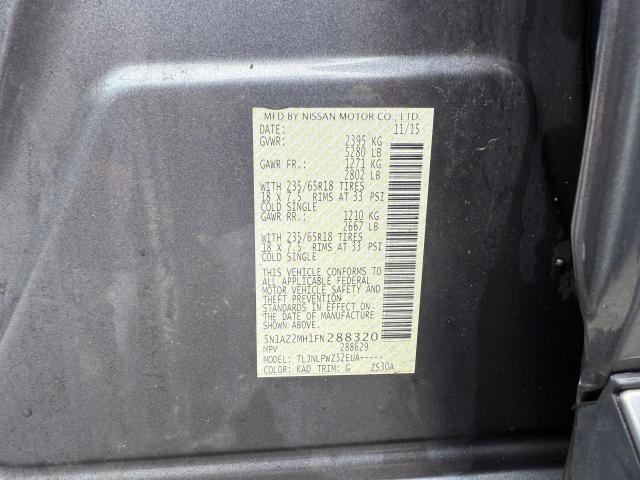 MFD BY NISSAN MOTOR CO., LTD.
DATE: 11/15
GVWR: 2395 KG
5280 LB
GAWR FR.: 1271 KG
2802 LB
WITH 235/65R18 TIRES
18 X 7.5 RIMS AT 33 PSI
COLD SINGLE
GAWR RR.: 1210 KG
2667 LB
WITH 235/65R18 TIRES
18 X 7.5 RIMS AT 33 PSI
COLD SINGLE
THIS VEHICLE CONFORMS TO
ALL APPLICABLE FEDERAL
MOTOR VEHICLE SAFETY AND
THEFT PREVENTION
STANDARDS IN EFFECT ON
THE DATE OF MANUFACTURE
SHOWN ABOVE.
5N1AZ2MH1FN288320
MPV 288629
MODEL: TLJNLPWZ52EUA-----
COLOR: KAD TRIM: G ZS30A